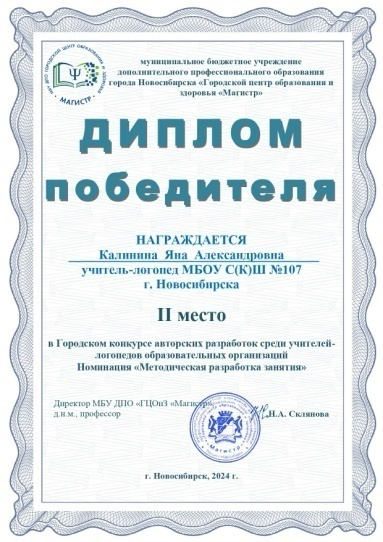 муниципальное бюджетное учреждение
дополнительного профессионального образования
города Новосибирска «Городской центр образования и
здоровья «Магистр»
МАГИСТР
ДИПЛОМ
победителя
НАГРАЖДАЕТСЯ
Калинина Яна Александровна
учитель-логопед МБОУ С(К)Ш №107
г. Новосибирска
II место
в Городском конкурсе авторских разработок среди учителей-
логопедов образовательных организаций
Номинация «Методическая разработка занятия»
Директор МБУ ДПО «ГЦОиЗ «Магистр»,
д.н.м., профессор
Н.А. Склянова
Магистр
г. Новосибирск, 2024 г.